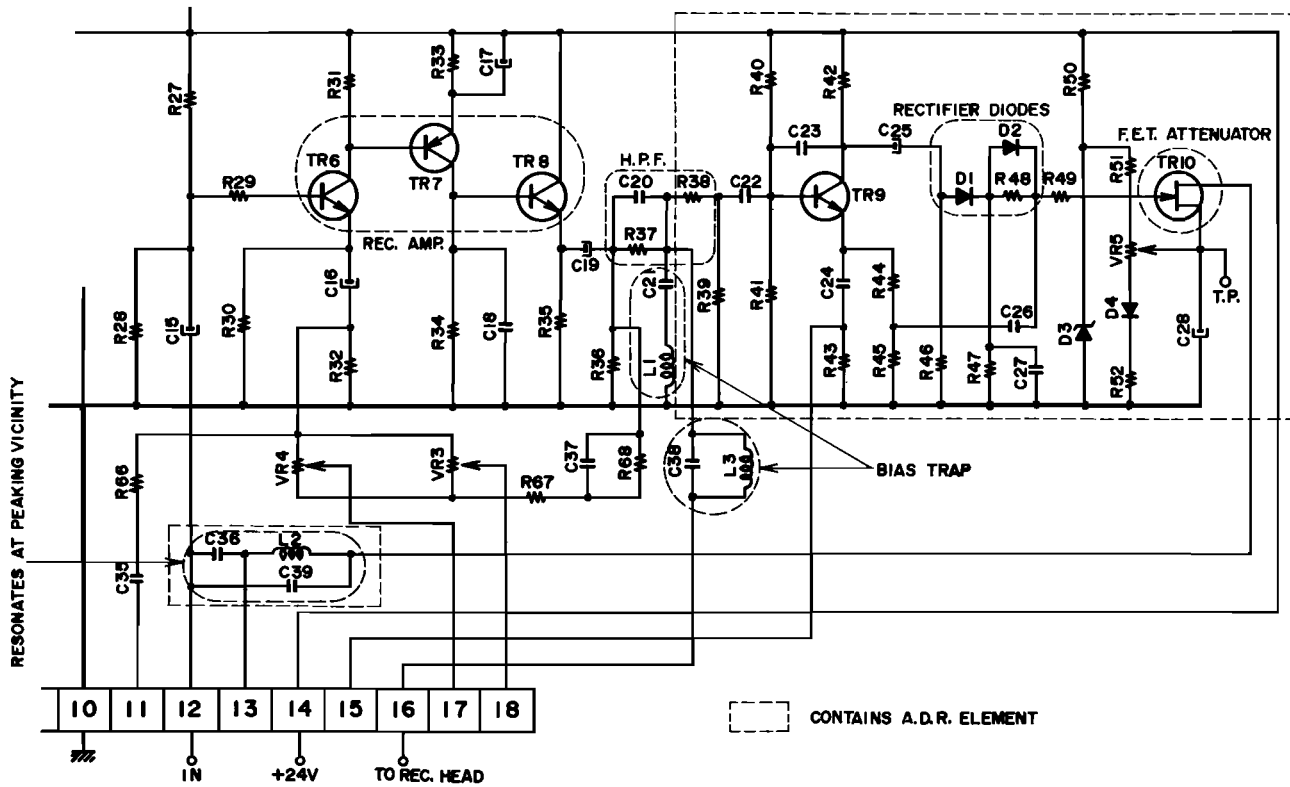 R27
R31
R33
C17
R40
R42
R50
RECTIFIER DIODES
C23
C25
D2
F.E.T. ATTENUATOR
TR6
TR7
TR8
H.P.F.
R29
C20
R38
C22
TR9
D1
R48
R49
R51
TR10
REC. AMP.
R37
VR5
C19
C16
C21
R39
R41
C24
R44
T.P.
R28
C15
R30
R34
C18
R35
C26
D3
D4
C28
R32
R36
L1
R43
R45
R46
R47
C27
R52
VR4
VR3
C37
R68
C38
L3
BIAS TRAP
R66
R67
C36
L2
C35
C39
RESONATES AT PEAKING VICINITY
10 11 12 13 14 15 16 17 18
CONTAINS A.D.R. ELEMENT
IN
+24V
TO REC. HEAD